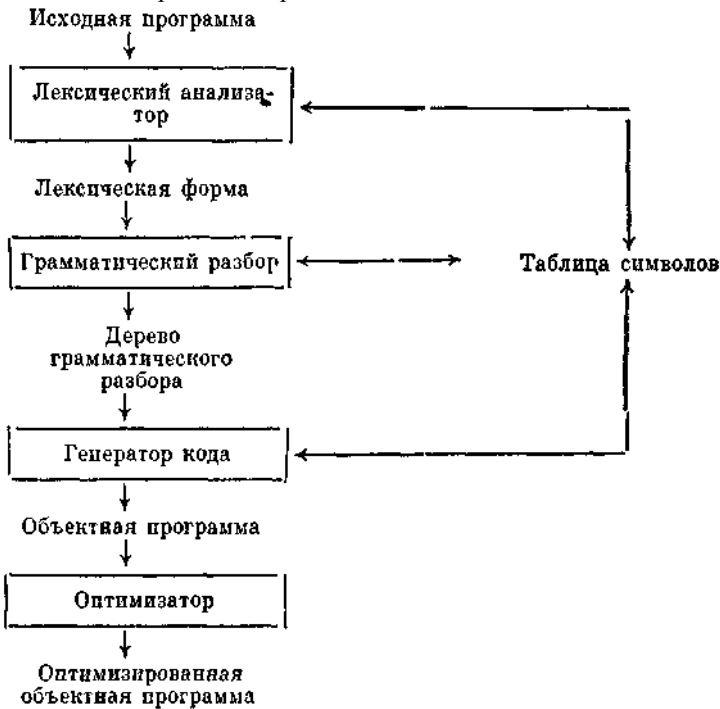 Исходная программа
Лексический анализа-
тор
Лексическая форма
Грамматический разбор
Таблица символов
Дерево
грамматического
разбора
Генератор кода
Объектная программа
Оптимизатор
Оптимизированная
объектная программа